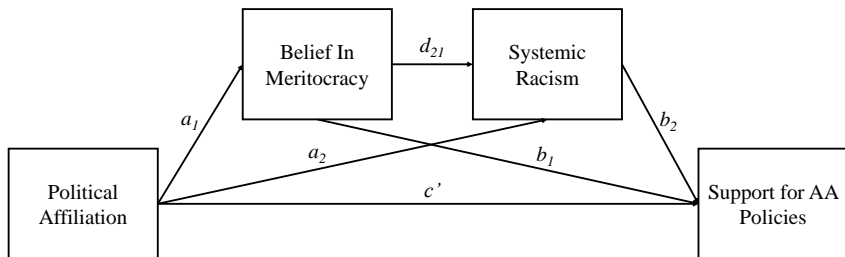 Belief In
Meritocracy
d21
Systemic
Racism
a1
b2
a2
b1
Political
Affiliation
c’
Support for AA
Policies